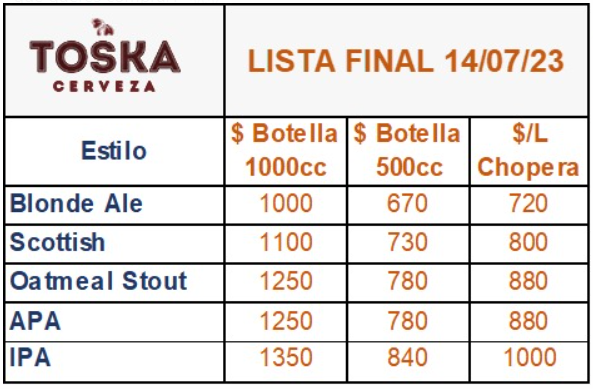 TOSKA
CERVEZA
LISTA FINAL 14/07/23
Estilo
$ Botella
1000cc
$ Botella
500cc
$/L
Chopera
Blonde Ale 1000 670 720
Scottish 1100 730 800
Oatmeal Stout 1250 780 880
APA 1250 780 880
IPA 1350 840 1000